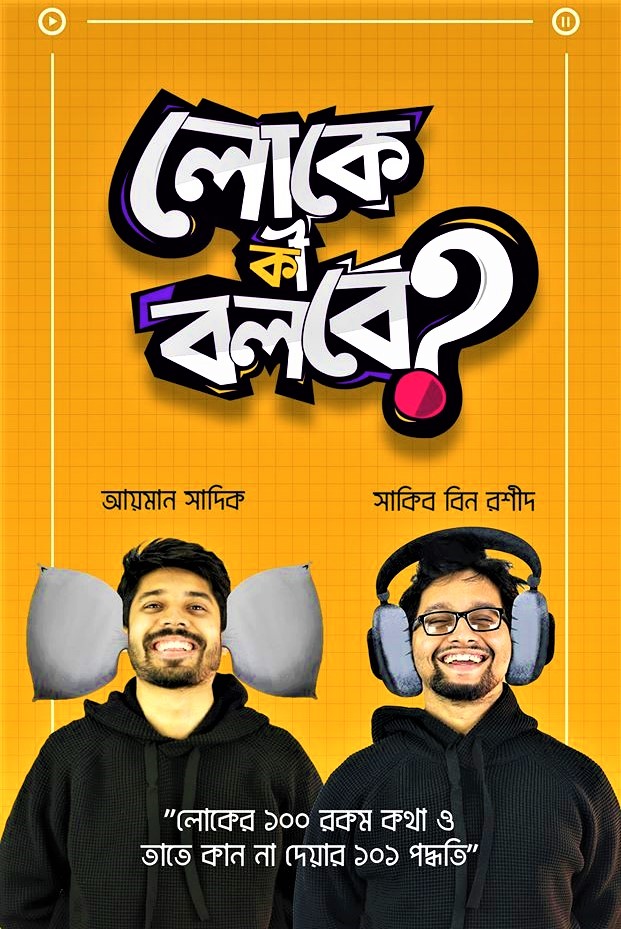 লোকে
কী
বলবে?
আয়মান সাদিক
সাকিব বিন রশীদ
"লোকের ১০০ রকম কথা ও
তাতে কান না দেয়ার ১০১ পদ্ধতি"